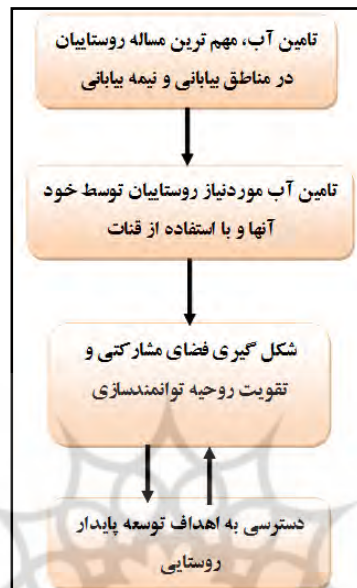 تامین آب، مهم ترین مساله روستاییان
در مناطق بیابانی و نیمه بیابانی
تامین آب موردنیاز روستاییان توسط خود
آنها و با استفاده از قنات
شکل گیری فضای مشارکتی و
تقویت روحیه توانمندسازی
دسترسی به اهداف توسعه پایدار
روستایی